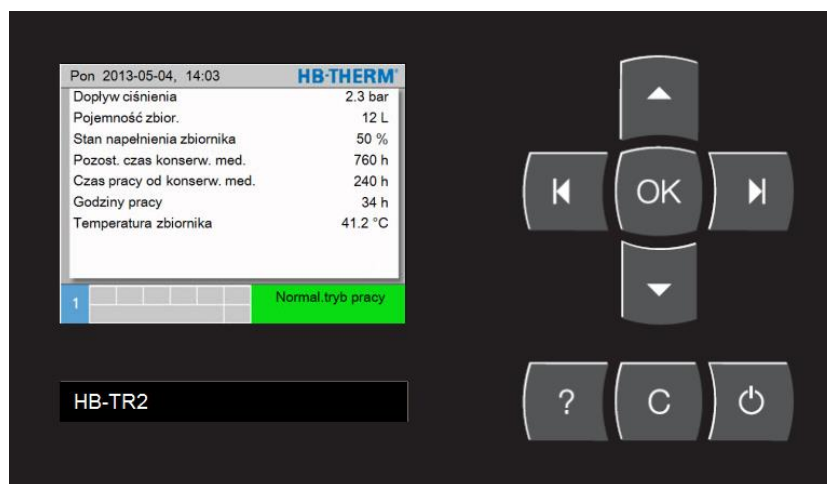 Pon 2013-05-04, 14:03 HB-THERM®
Dopływ ciśnienia 2.3 bar
Pojemność zbior. 12 L
Stan napełnienia zbiornika 50 %
Pozost. czas konserw. med. 760 h
Czas pracy od konserw. med. 240 h
Godziny pracy 34 h
Temperatura zbiornika 41.2 °C
1 Normal.tryb pracy
HB-TR2
OK
? C